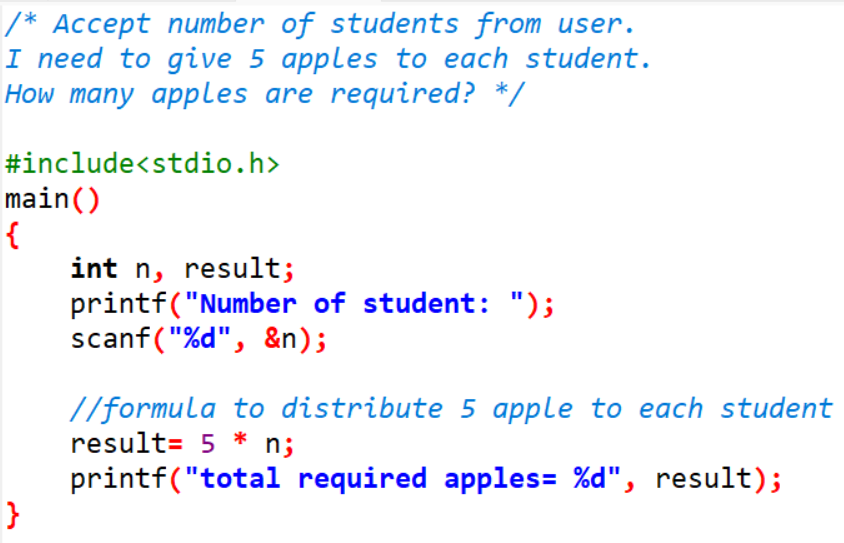 /* Accept number of students from user.
I need to give 5 apples to each student.
How many apples are required? */
#include<stdio.h>
main()
{
int n, result;
printf("Number of student: ");
scanf("%d", &n);
//formula to distribute 5 apple to each student
result= 5 * n;
printf("total required apples= %d", result);
}